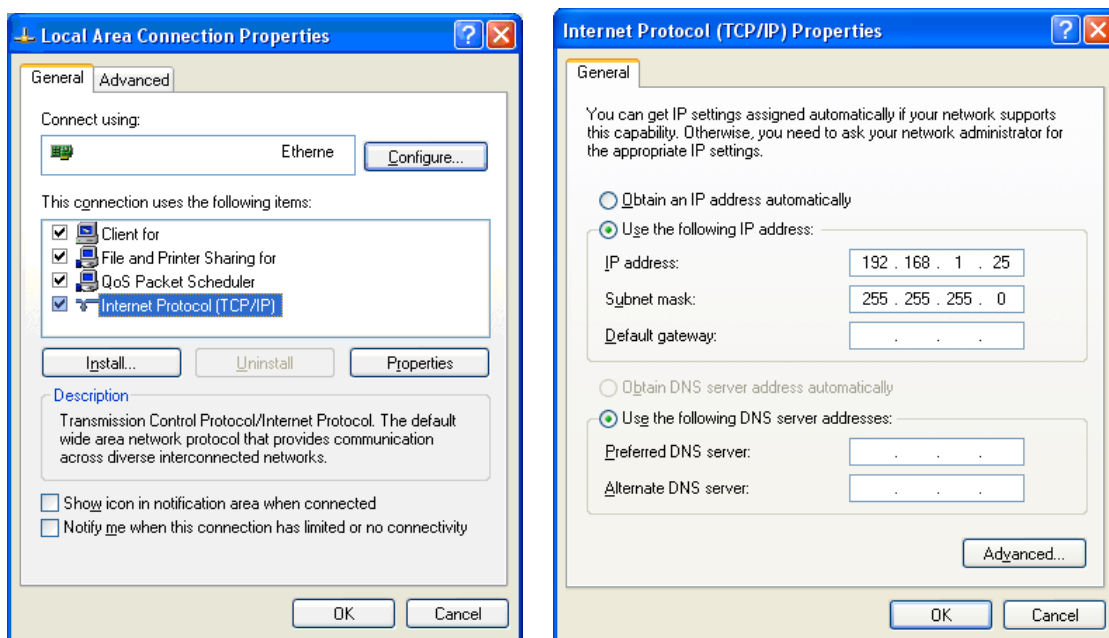 Local Area Connection Properties
General
Advanced
Connect using:
Etherne
Configure...
This connection uses the following items:
Client for
File and Printer Sharing for
QoS Packet Scheduler
Internet Protocol (TCP/IP)
Install...
Uninstall
Properties
Description
Transmission Control Protocol/Internet Protocol. The default
wide area network protocol that provides communication
across diverse interconnected networks.
Show icon in notification area when connected
Notify me when this connection has limited or no connectivity
OK
Cancel
Internet Protocol (TCP/IP) Properties
General
You can get IP settings assigned automatically if your network supports
this capability. Otherwise, you need to ask your network administrator for
the appropriate IP settings.
Obtain an IP address automatically
Use the following IP address:
IP address:
192 . 168 . 1 . 25
Subnet mask:
255 . 255 . 255 . 0
Default gateway:
. . .
Obtain DNS server address automatically
Use the following DNS server addresses:
Preferred DNS server:
. . .
Alternate DNS server:
. . .
Advanced...
OK
Cancel